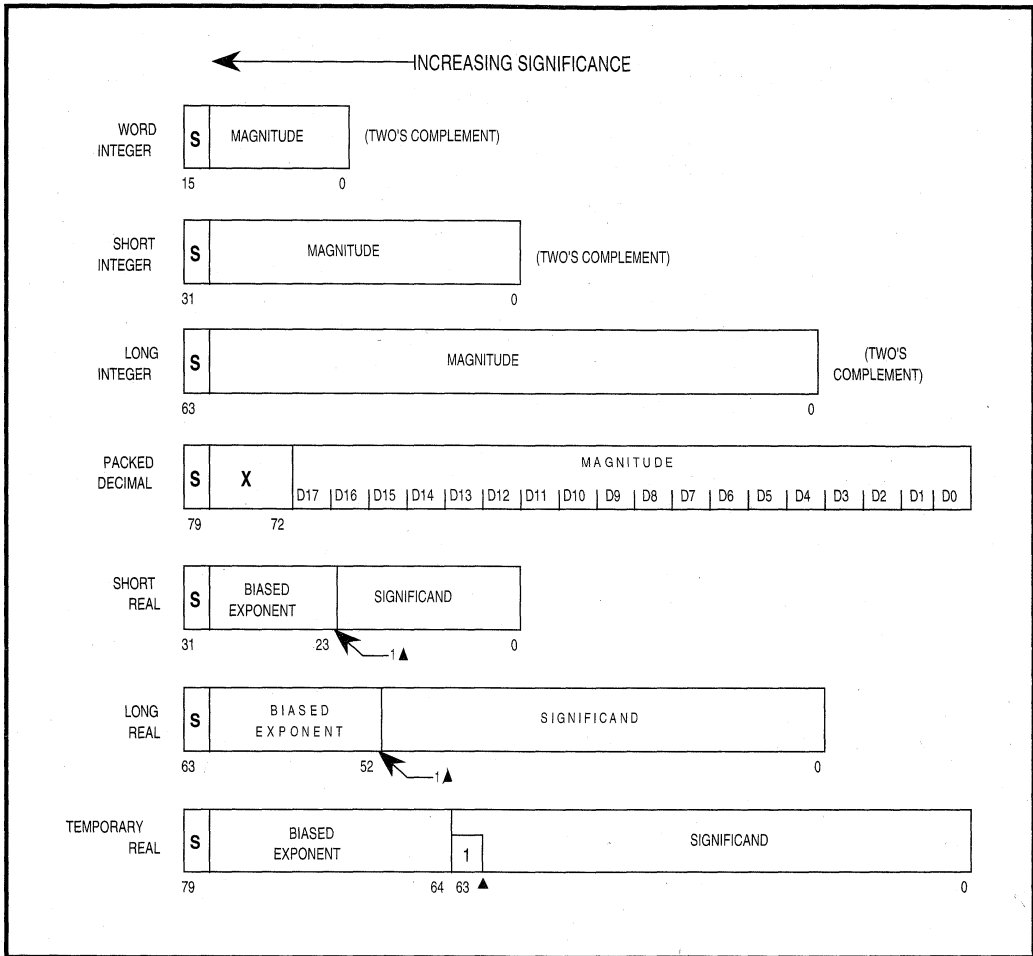 INCREASING SIGNIFICANCE
WORD
INTEGER
S MAGNITUDE (TWO'S COMPLEMENT)
15 0
SHORT
INTEGER
S MAGNITUDE (TWO'S COMPLEMENT)
31 0
LONG
INTEGER
S MAGNITUDE (TWO'S
COMPLEMENT)
63 0
PACKED
DECIMAL
S X MAGNITUDE
D17 D16 D15 D14 D13 D12 D11 D10 D9 D8 D7 D6 D5 D4 D3 D2 D1 D0
79 72
SHORT
REAL
S BIASED
EXPONENT
SIGNIFICAND
31 23 1▲ 0
LONG
REAL
S BIASED
EXPONENT
SIGNIFICAND
63 52 1▲ 0
TEMPORARY
REAL
S BIASED
EXPONENT
1 SIGNIFICAND
79 64 63 ▲ 0